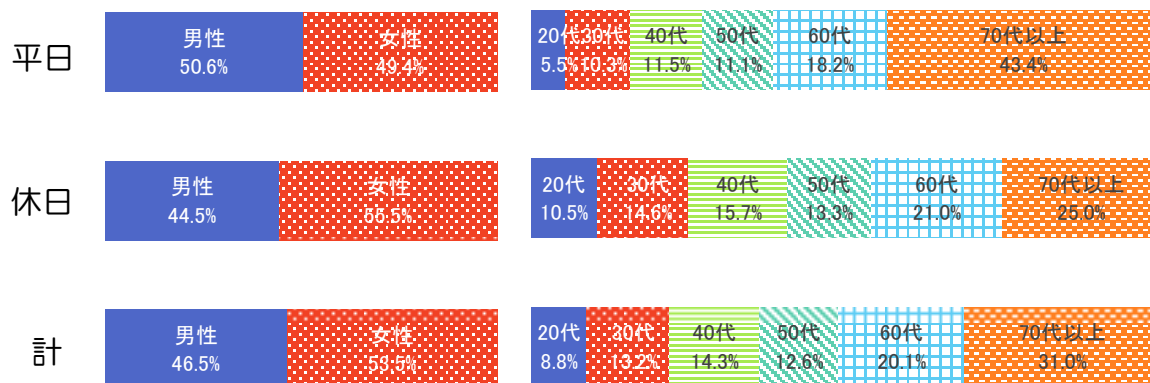 平日
男性 女性
50.6% 49.4%
20代 30代 40代 50代 60代 70代以上
5.5% 10.3% 11.5% 11.1% 18.2% 43.4%
休日
男性 女性
44.5% 55.5%
20代 30代 40代 50代 60代 70代以上
10.5% 14.6% 15.7% 13.3% 21.0% 25.0%
計
男性 女性
46.5% 53.5%
20代 30代 40代 50代 60代 70代以上
8.8% 13.2% 14.3% 12.6% 20.1% 31.0%